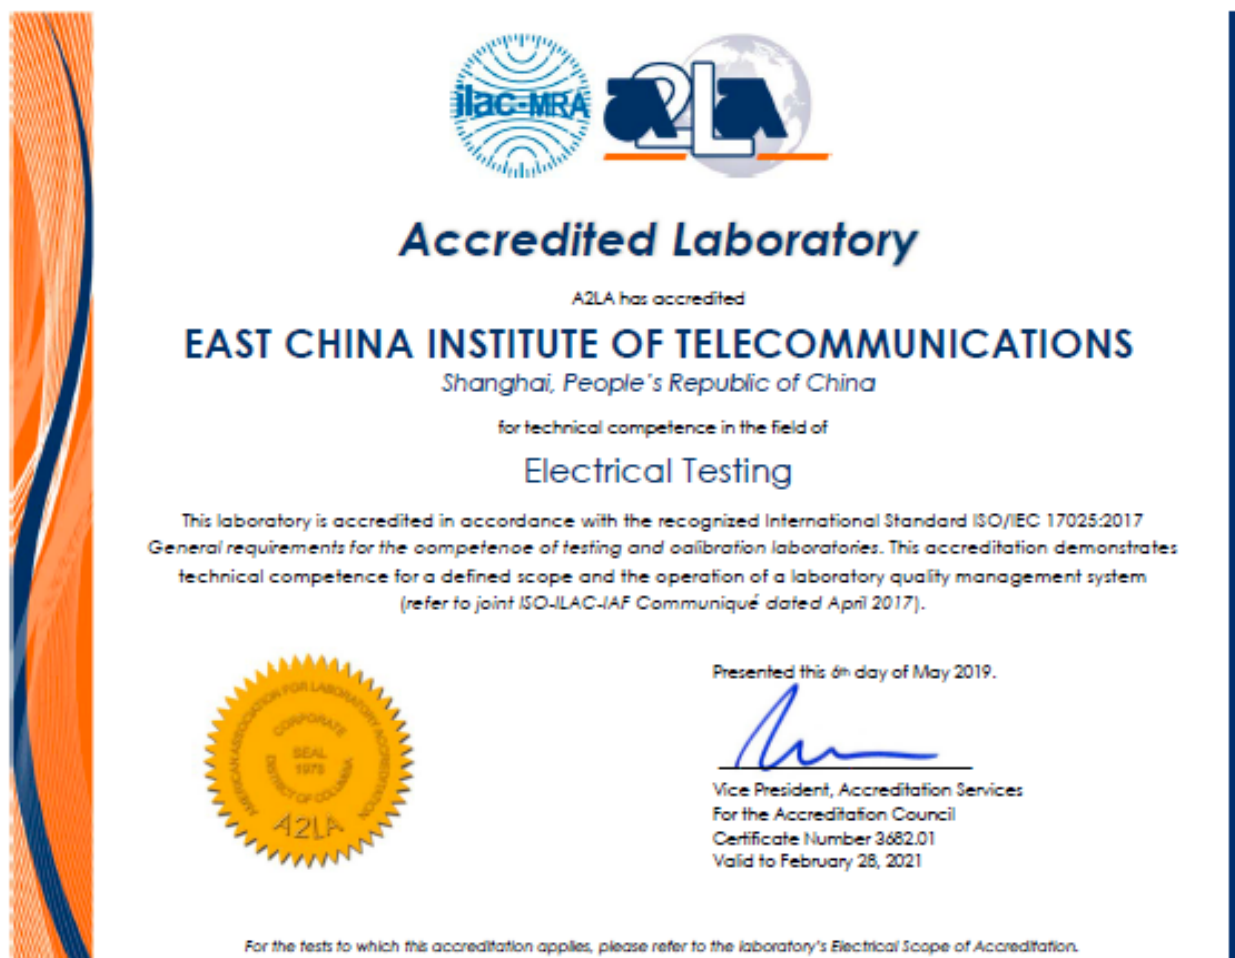 ilac-MRA
a2La
Accredited Laboratory
A2LA has accredited
EAST CHINA INSTITUTE OF TELECOMMUNICATIONS
Shanghai, People's Republic of China
for technical competence in the field of
Electrical Testing
This laboratory is accredited in accordance with the recognized International Standard ISO/IEC 17025:2017
General requirements for the competence of testing and calibration laboratories. This accreditation demonstrates
technical competence for a defined scope and the operation of a laboratory quality management system
(refer to joint ISO-ILAC-IAF Communiqué dated April 2017).
AMERICAN ASSOCIATION FOR LABORATORY ACCREDITATION
CORPORATE
SEAL
1978
DISTRICT OF COLUMBIA
A2LA
Presented this 6th day of May 2019.
Vice President, Accreditation Services
For the Accreditation Council
Certificate Number 3682.01
Valid to February 28, 2021
For the tests to which this accreditation applies, please refer to the laboratory's Electrical Scope of Accreditation.